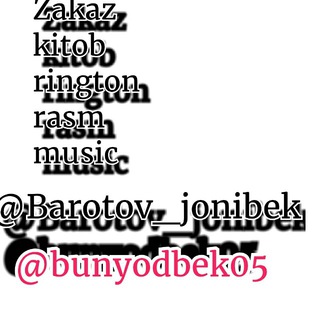 Zakaz
kitob
rington
rasm
music
@Barotov_jonibek
@bunyodbek05